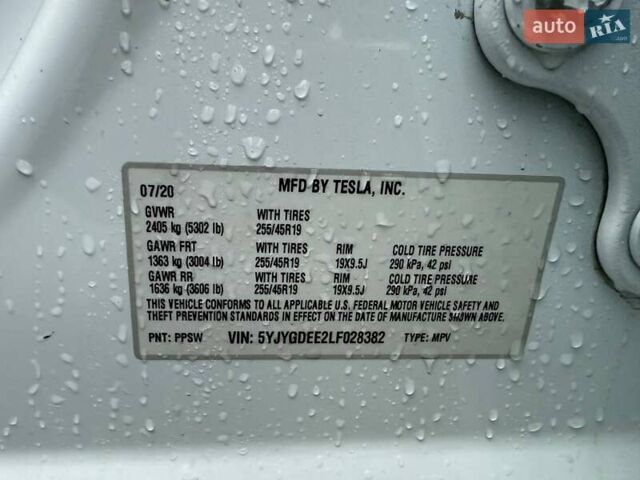 auto RIA
.com
07/20 MFD BY TESLA, INC.
GVWR WITH TIRES
2405 kg (5302 lb) 255/45R19
GAWR FRT WITH TIRES RIM COLD TIRE PRESSURE
1363 kg (3004 lb) 255/45R19 19X9.5J 290 kPa, 42 psi
GAWR RR WITH TIRES RIM COLD TIRE PRESSURE
1636 kg (3606 lb) 255/45R19 19X9.5J 290 kPa, 42 psi
THIS VEHICLE CONFORMS TO ALL APPLICABLE U.S. FEDERAL MOTOR VEHICLE SAFETY AND
THEFT PREVENTION STANDARDS IN EFFECT ON THE DATE OF MANUFACTURE SHOWN ABOVE.
PNT: PPSW VIN: 5YJYGDEE2LF028382 TYPE: MPV